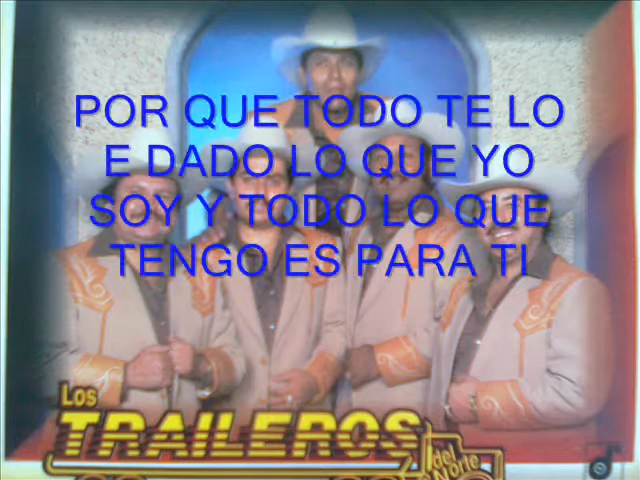 POR QUE TODO TE LO
E DADO LO QUE YO
SOY Y TODO LO QUE
TENGO ES PARA TI
Los
TRAILEROS
del
Norte